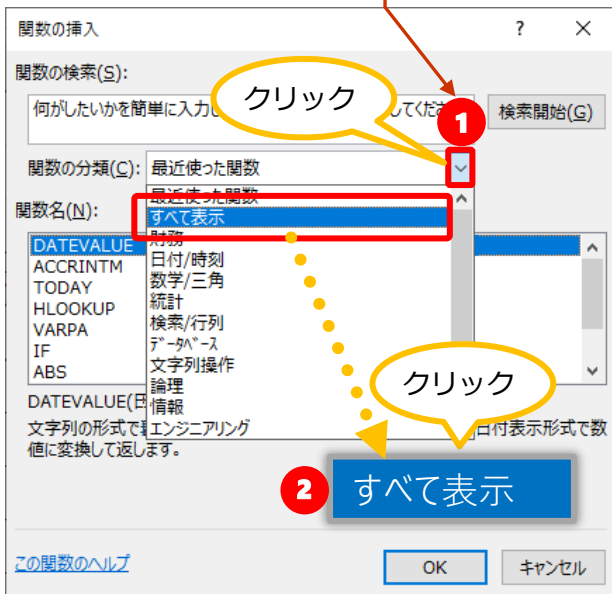 関数の挿入 ? ×
関数の検索(S):
何がしたいかを簡単に入力し してくだ
クリック
1
検索開始(G)
関数の分類(C): 最近使った関数
最近使った関数
すべて表示
財務
日付/時刻
数学/三角
統計
検索/行列
ﾃﾞｰﾀﾍﾞｰｽ
文字列操作
論理
情報
エンジニアリング
関数名(N):
DATEVALUE
ACCRINTM
TODAY
HLOOKUP
VARPA
IF
ABS
クリック
DATEVALUE(日
文字列の形式で 日付表示形式で数
値に変換して返します。
2
すべて表示
この関数のヘルプ
OK
キャンセル